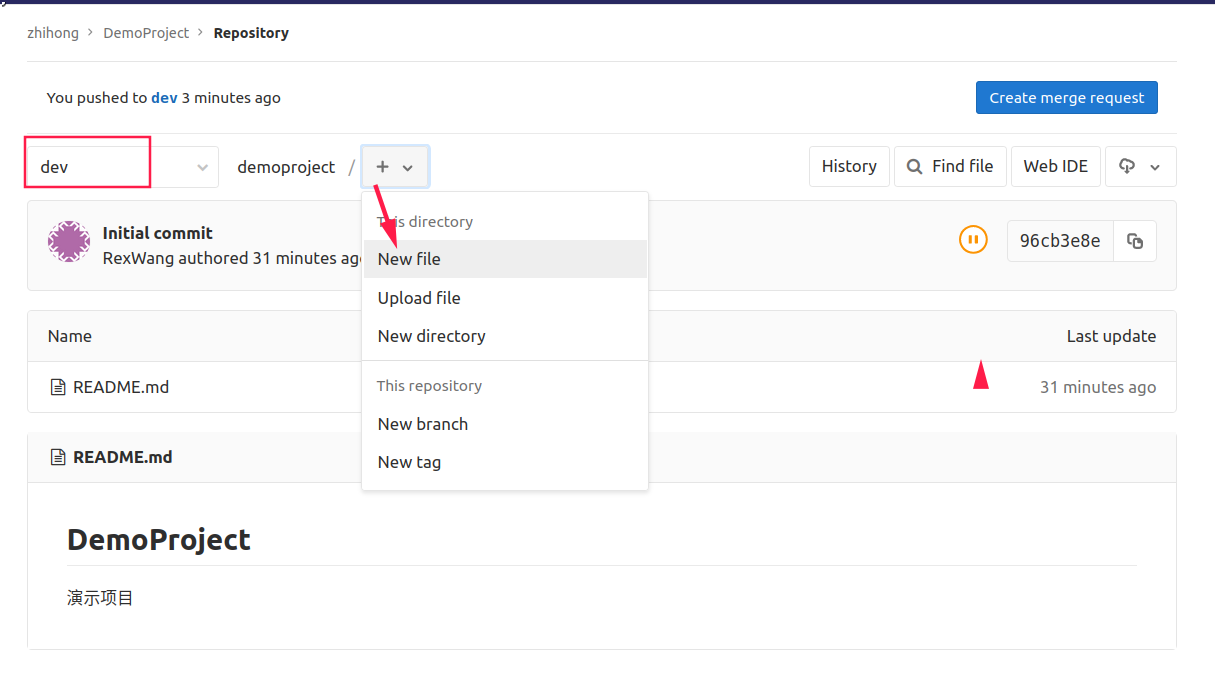 zhihong > DemoProject > Repository
You pushed to dev 3 minutes ago
Create merge request
dev
demoproject / +
History
Find file
Web IDE
This directory
Initial commit
RexWang authored 31 minutes ago
96cb3e8e
New file
Upload file
New directory
Name
Last update
This repository
README.md
31 minutes ago
New branch
README.md
New tag
DemoProject
演示项目